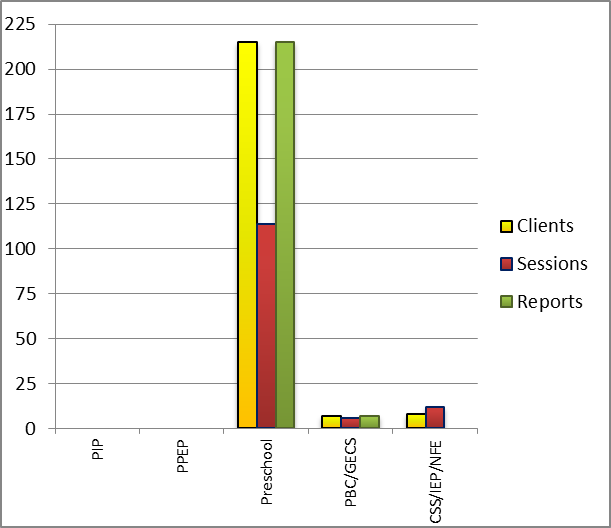 225
200
175
150
125
100
75
50
25
0
PIP
PPEP
Preschool
PBC/GECS
CSS/IEP/NFE
Clients
Sessions
Reports